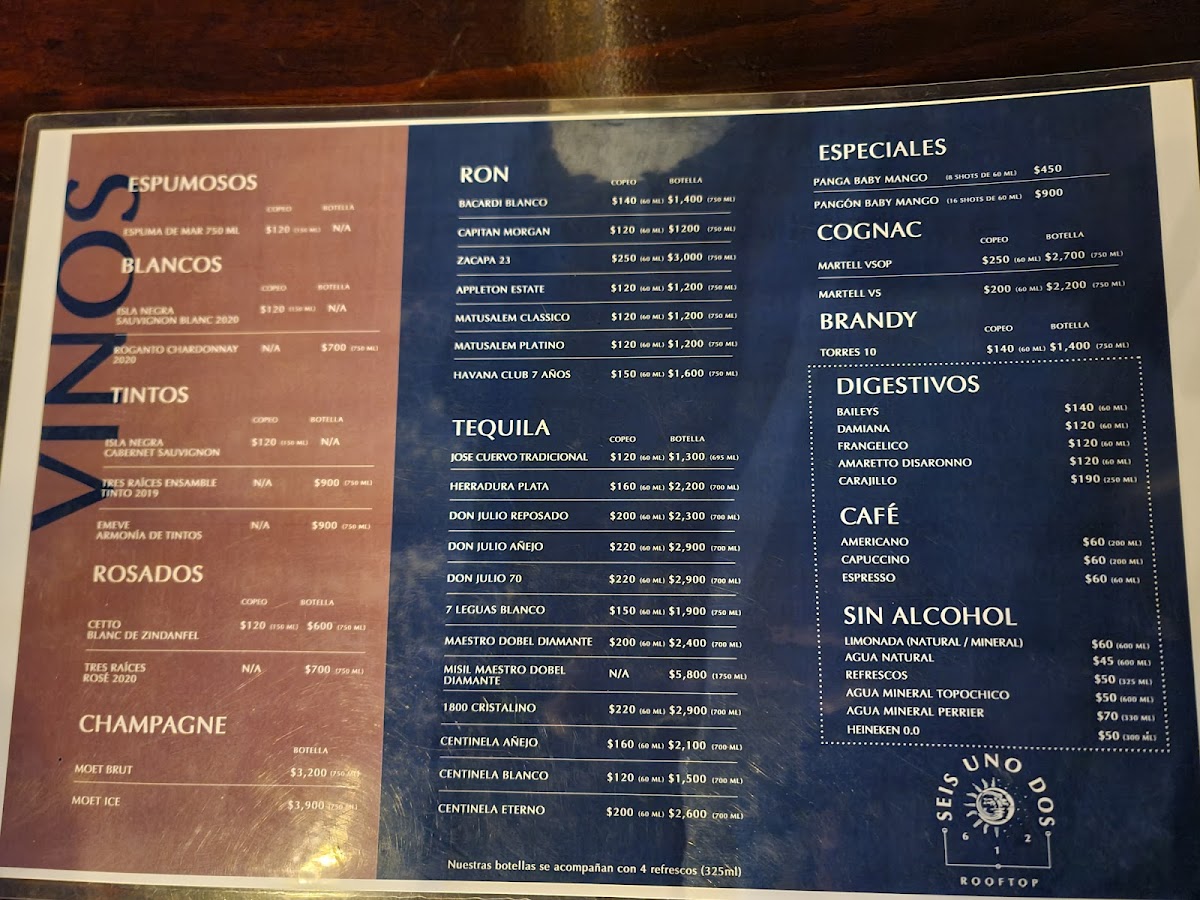 VINOS
ESPUMOSOS
COPEO BOTELLA
ESPUMA DE MAR 750 ML $120 (150 ML) N/A
BLANCOS
COPEO BOTELLA
ISLA NEGRA
SAUVIGNON BLANC 2020 $120 (150 ML) N/A
ROGANTO CHARDONNAY
2020 N/A $700 (750 ML)
TINTOS
COPEO BOTELLA
ISLA NEGRA
CABERNET SAUVIGNON $120 (150 ML) N/A
TRES RAÍCES ENSAMBLE
TINTO 2019 N/A $900 (750 ML)
EMEVE
ARMONÍA DE TINTOS N/A $900 (750 ML)
ROSADOS
COPEO BOTELLA
CETTO
BLANC DE ZINDANFEL $120 (150 ML) $600 (750 ML)
TRES RAÍCES
ROSÉ 2020 N/A $700 (750 ML)
CHAMPAGNE
BOTELLA
MOET BRUT $3,200 (750 ML)
MOET ICE $3,900 (750 ML)
RON
COPEO BOTELLA
BACARDI BLANCO $140 (60 ML) $1,400 (750 ML)
CAPITAN MORGAN $120 (60 ML) $1200 (750 ML)
ZACAPA 23 $250 (60 ML) $3,000 (750 ML)
APPLETON ESTATE $120 (60 ML) $1,200 (750 ML)
MATUSALEM CLASSICO $120 (60 ML) $1,200 (750 ML)
MATUSALEM PLATINO $120 (60 ML) $1,200 (750 ML)
HAVANA CLUB 7 AÑOS $150 (60 ML) $1,600 (750 ML)
TEQUILA
COPEO BOTELLA
JOSE CUERVO TRADICIONAL $120 (60 ML) $1,300 (695 ML)
HERRADURA PLATA $160 (60 ML) $2,200 (700 ML)
DON JULIO REPOSADO $200 (60 ML) $2,300 (700 ML)
DON JULIO AÑEJO $220 (60 ML) $2,900 (700 ML)
DON JULIO 70 $220 (60 ML) $2,900 (700 ML)
7 LEGUAS BLANCO $150 (60 ML) $1,900 (750 ML)
MAESTRO DOBEL DIAMANTE $200 (60 ML) $2,400 (700 ML)
MISIL MAESTRO DOBEL
DIAMANTE N/A $5,800 (1750 ML)
1800 CRISTALINO $220 (60 ML) $2,900 (700 ML)
CENTINELA AÑEJO $160 (60 ML) $2,100 (700 ML)
CENTINELA BLANCO $120 (60 ML) $1,500 (700 ML)
CENTINELA ETERNO $200 (60 ML) $2,600 (700 ML)
Nuestras botellas se acompañan con 4 refrescos (325ml)
ESPECIALES
PANGA BABY MANGO (8 SHOTS DE 60 ML) $450
PANGÓN BABY MANGO (16 SHOTS DE 60 ML) $900
COGNAC
COPEO BOTELLA
MARTELL VSOP $250 (60 ML) $2,700 (750 ML)
MARTELL VS $200 (60 ML) $2,200 (750 ML)
BRANDY
COPEO BOTELLA
TORRES 10 $140 (60 ML) $1,400 (750 ML)
DIGESTIVOS
BAILEYS $140 (60 ML)
DAMIANA $120 (60 ML)
FRANGELICO $120 (60 ML)
AMARETTO DISARONNO $120 (60 ML)
CARAJILLO $190 (250 ML)
CAFÉ
AMERICANO $60 (200 ML)
CAPUCCINO $60 (200 ML)
ESPRESSO $60 (60 ML)
SIN ALCOHOL
LIMONADA (NATURAL / MINERAL) $60 (600 ML)
AGUA NATURAL $45 (600 ML)
REFRESCOS $50 (325 ML)
AGUA MINERAL TOPOCHICO $50 (600 ML)
AGUA MINERAL PERRIER $70 (330 ML)
HEINEKEN 0.0 $50 (300 ML)
SEIS UNO DOS
6 1 2
ROOFTOP